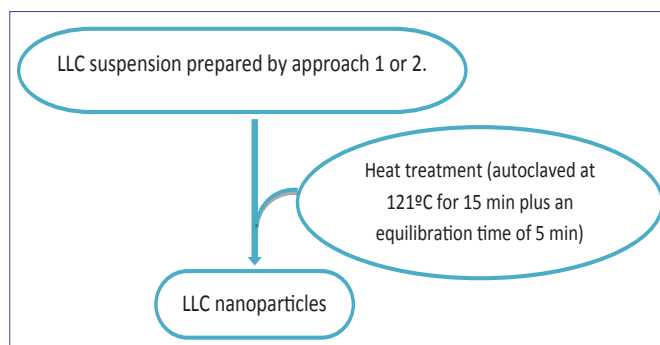 LLC suspension prepared by approach 1 or 2.
Heat treatment (autoclaved at
121ºC for 15 min plus an
equilibration time of 5 min)
LLC nanoparticles